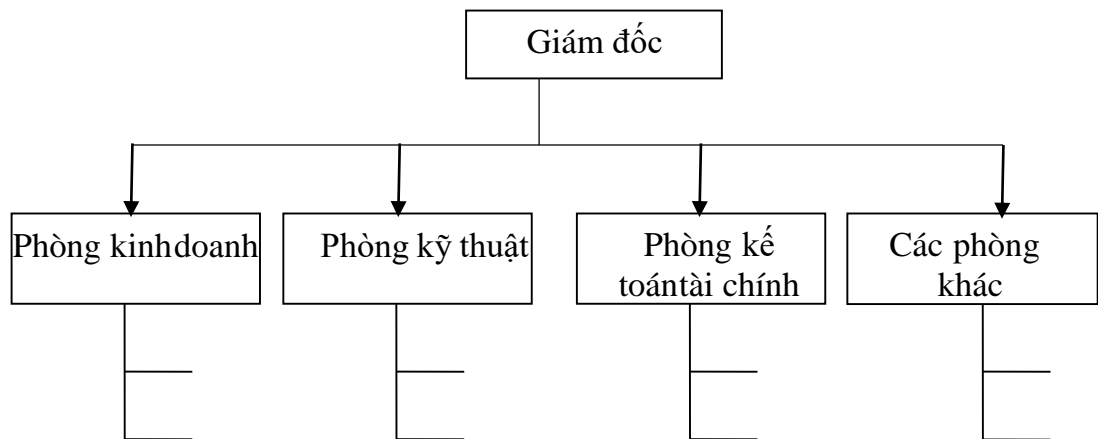 Giám đốc
Phòng kinhdoanh
Phòng kỹ thuật
Phòng kế
toántài chính
Các phòng
khác